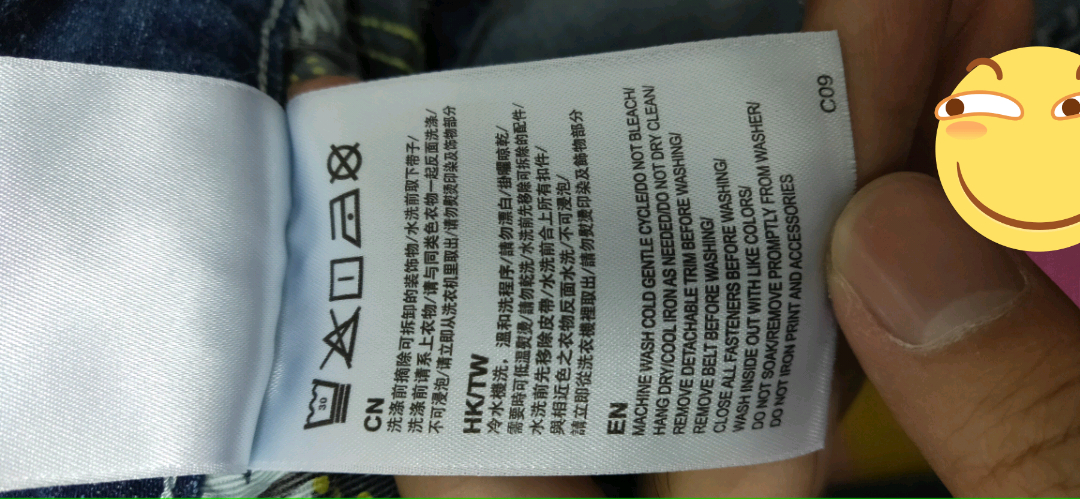 30
CN
洗涤前摘除可拆卸的装饰物/水洗前取下带子/
洗涤前请系上衣物/请与同类色衣物一起反面洗涤/
不可浸泡/请立即从洗衣机里取出/请勿熨烫印染及饰物部分
HK/TW
冷水機洗，溫和洗程序/請勿漂白/掛曬晾乾/
需要時可低溫熨燙/請勿乾洗/水洗前先移除可拆除的配件/
水洗前先移除皮帶/水洗前合上所有扣件/
與相近色之衣物反面水洗/不可浸泡/
請立即從洗衣機裡取出/請勿熨燙印染及飾物部分
EN
MACHINE WASH COLD GENTLE CYCLE/DO NOT BLEACH/
HANG DRY/COOL IRON AS NEEDED/DO NOT DRY CLEAN/
REMOVE DETACHABLE TRIM BEFORE WASHING/
REMOVE BELT BEFORE WASHING/
CLOSE ALL FASTENERS BEFORE WASHING/
WASH INSIDE OUT WITH LIKE COLORS/
DO NOT SOAK/REMOVE PROMPTLY FROM WASHER/
DO NOT IRON PRINT AND ACCESSORIES
C09